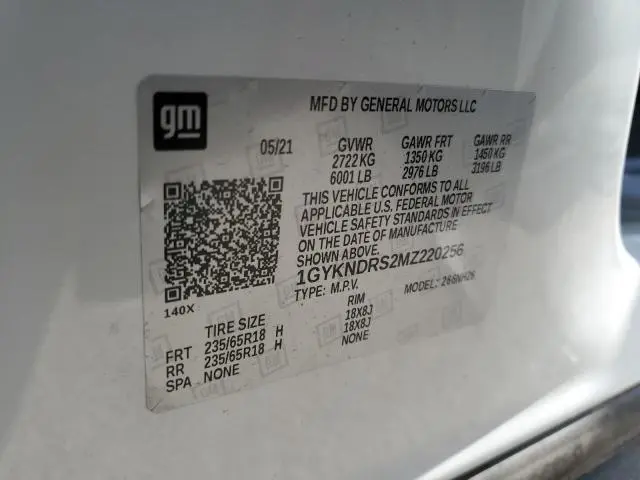 gm
MFD BY GENERAL MOTORS LLC
05/21 GVWR GAWR FRT GAWR RR
2722 KG 1350 KG 1450 KG
6001 LB 2976 LB 3196 LB
THIS VEHICLE CONFORMS TO ALL
APPLICABLE U.S. FEDERAL MOTOR
VEHICLE SAFETY STANDARDS IN EFFECT
ON THE DATE OF MANUFACTURE
SHOWN ABOVE.
1GYKNDRS2MZ220256
TYPE: M.P.V. MODEL:
140X
TIRE SIZE RIM
FRT 235/65R18 H 18X8J
RR 235/65R18 H 18X8J
SPA NONE NONE